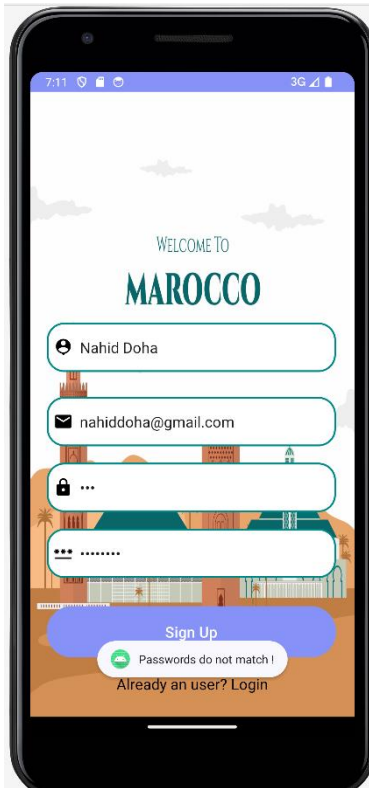 7:11 3G
WELCOME TO
MAROCCO
Nahid Doha
nahiddoha@gmail.com
•••
••••••••
Sign Up
Passwords do not match !
Already an user? Login